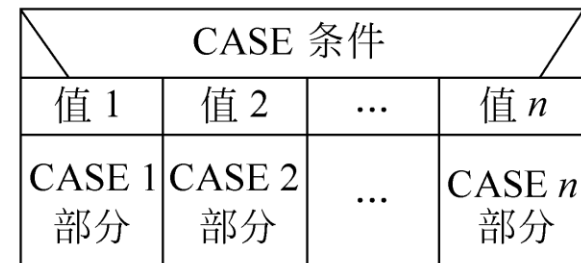 CASE 条件
值 1 值 2 ... 值 n
CASE 1 CASE 2 ... CASE n
部分 部分 部分